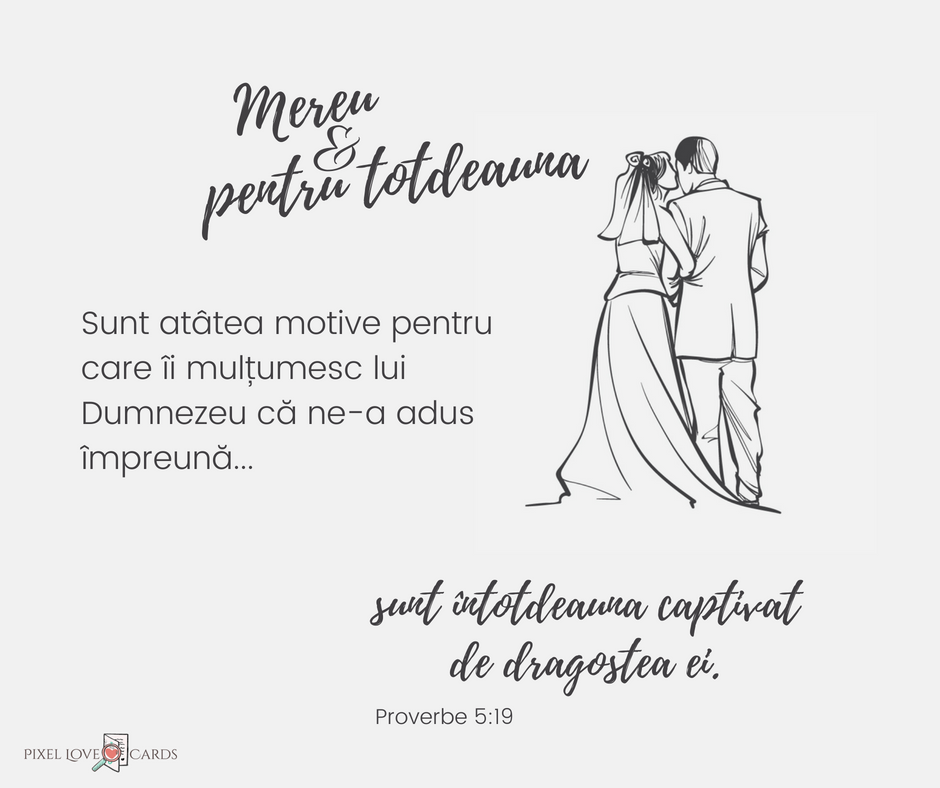 Mereu
&
pentru totdeauna
Sunt atâtea motive pentru
care îi mulțumesc lui
Dumnezeu că ne-a adus
împreună...
sunt întotdeauna captivat
de dragostea ei.
Proverbe 5:19
PIXEL LOVE CARDS